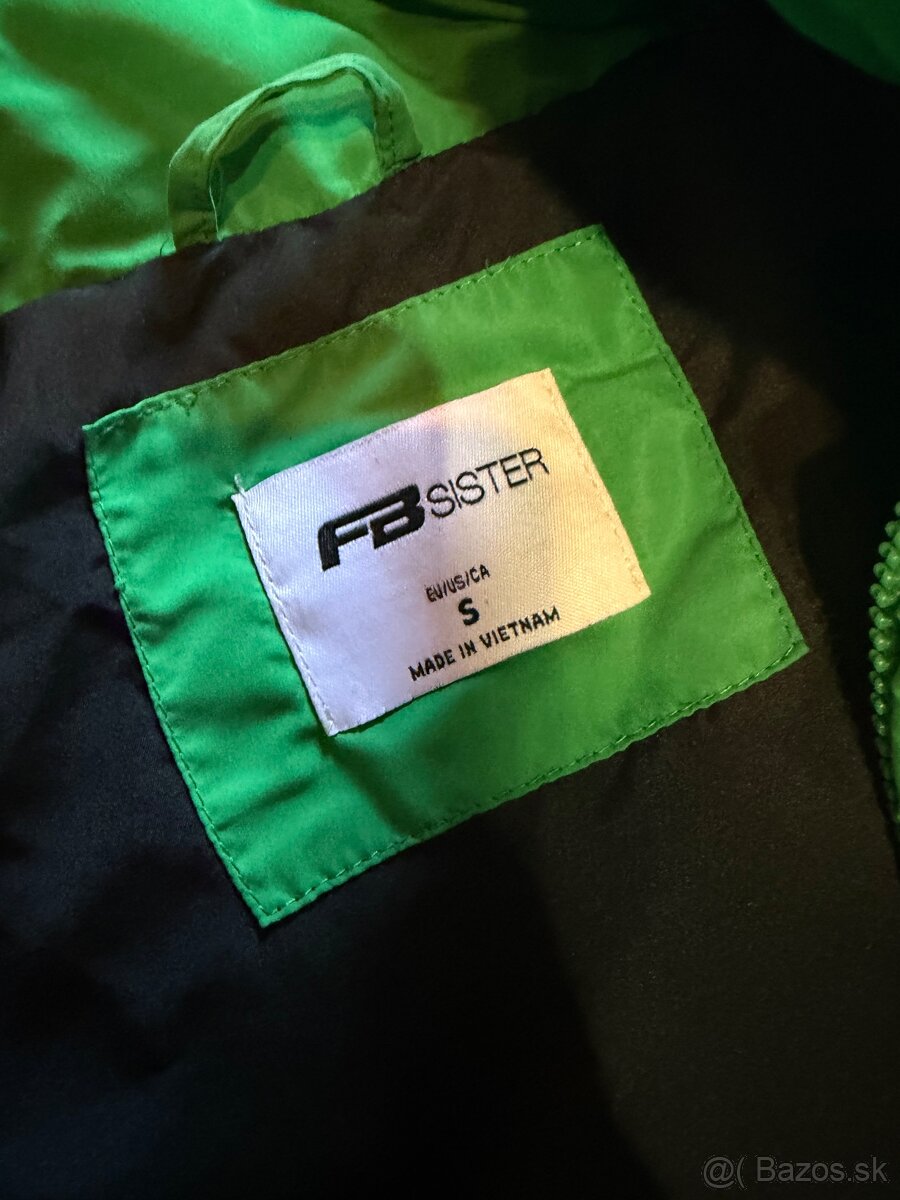 FB SISTER
EU/US/CA
S
MADE IN VIETNAM
@( Bazos.sk